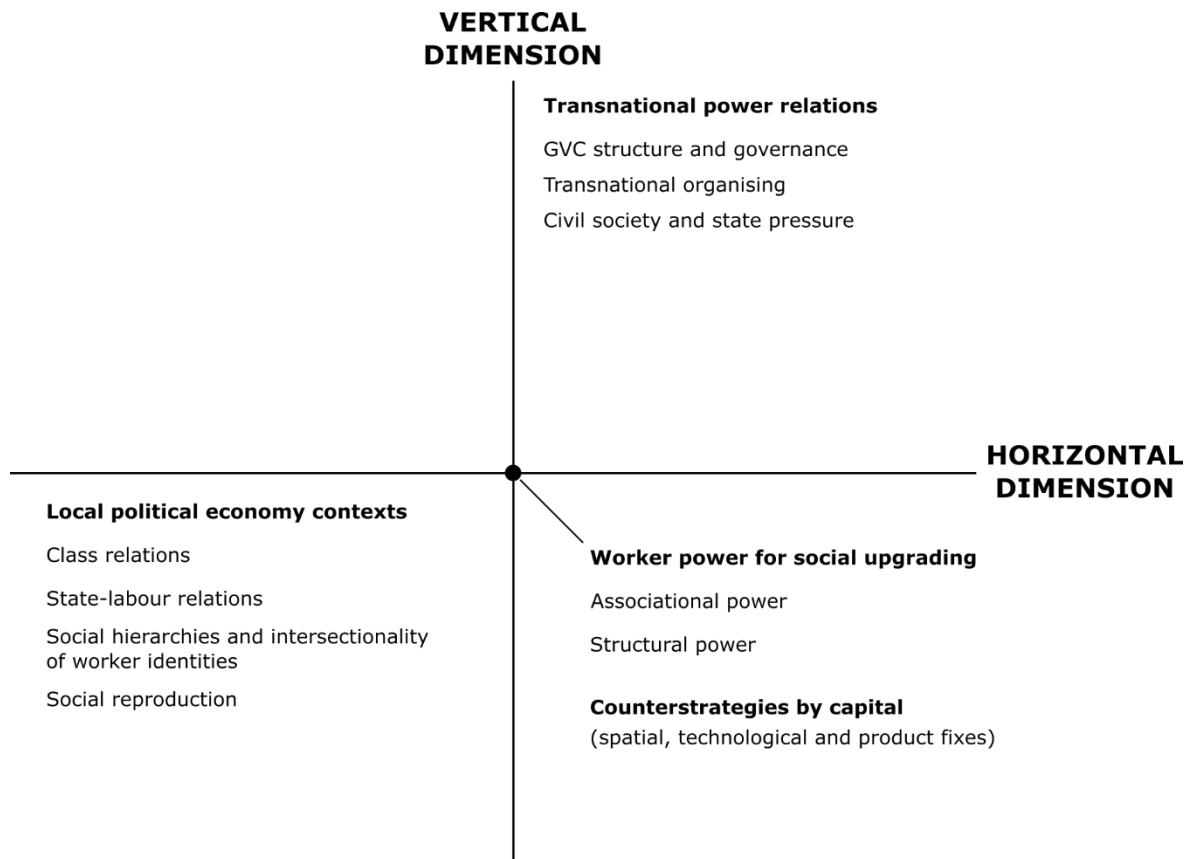 VERTICAL
DIMENSION
Transnational power relations
GVC structure and governance
Transnational organising
Civil society and state pressure
HORIZONTAL
DIMENSION
Local political economy contexts
Class relations
State-labour relations
Social hierarchies and intersectionality
of worker identities
Social reproduction
Worker power for social upgrading
Associational power
Structural power
Counterstrategies by capital
(spatial, technological and product fixes)